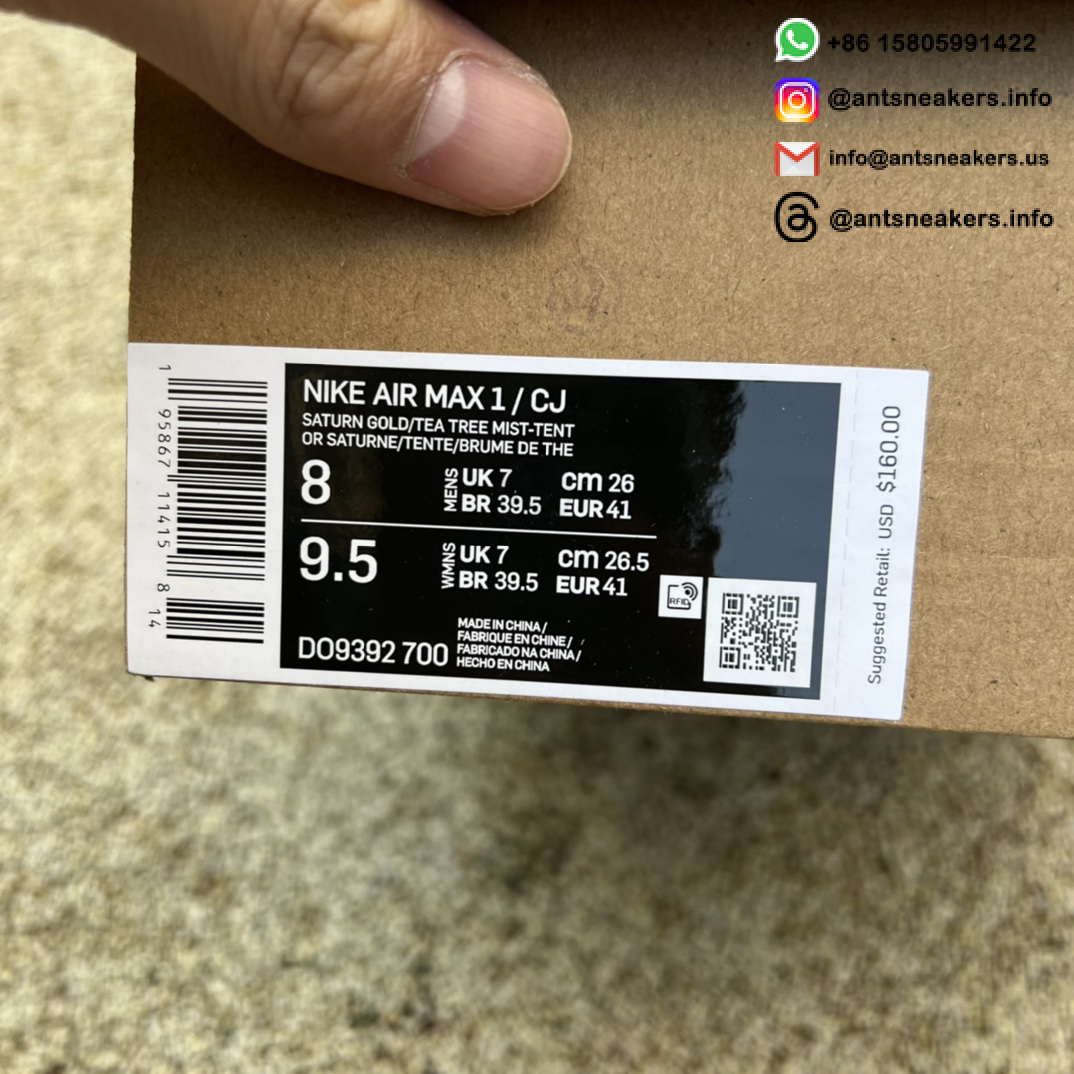 +86 15805991422
@antsneakers.info
info@antsneakers.us
@antsneakers.info
NIKE AIR MAX 1 / CJ
SATURN GOLD/TEA TREE MIST-TENT
OR SATURNE/TENTE/BRUME DE THE
8
MENS
UK 7
cm 26
BR 39.5
EUR 41
9.5
WMNS
UK 7
cm 26.5
BR 39.5
EUR 41
RFID
DO9392 700
MADE IN CHINA /
FABRIQUE EN CHINE /
FABRICADO NA CHINA /
HECHO EN CHINA
1 95867 11415 8 14
Suggested Retail: USD $160.00